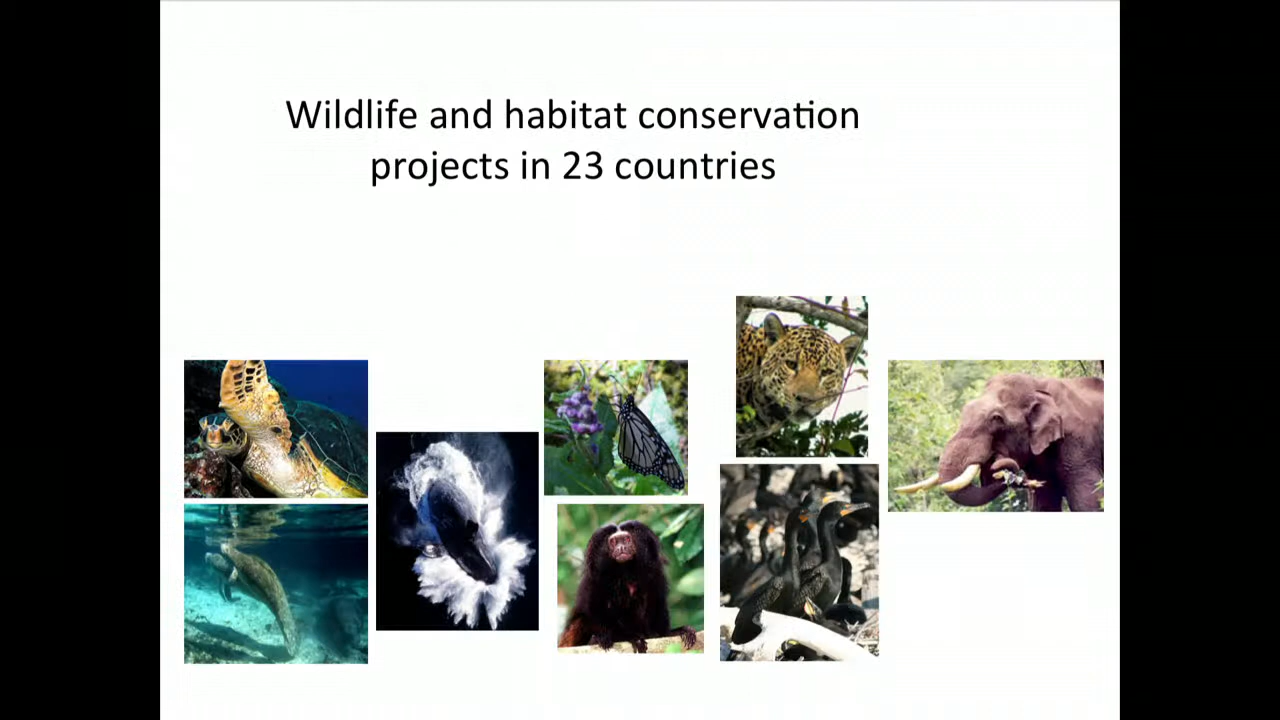 Wildlife and habitat conservation
projects in 23 countries